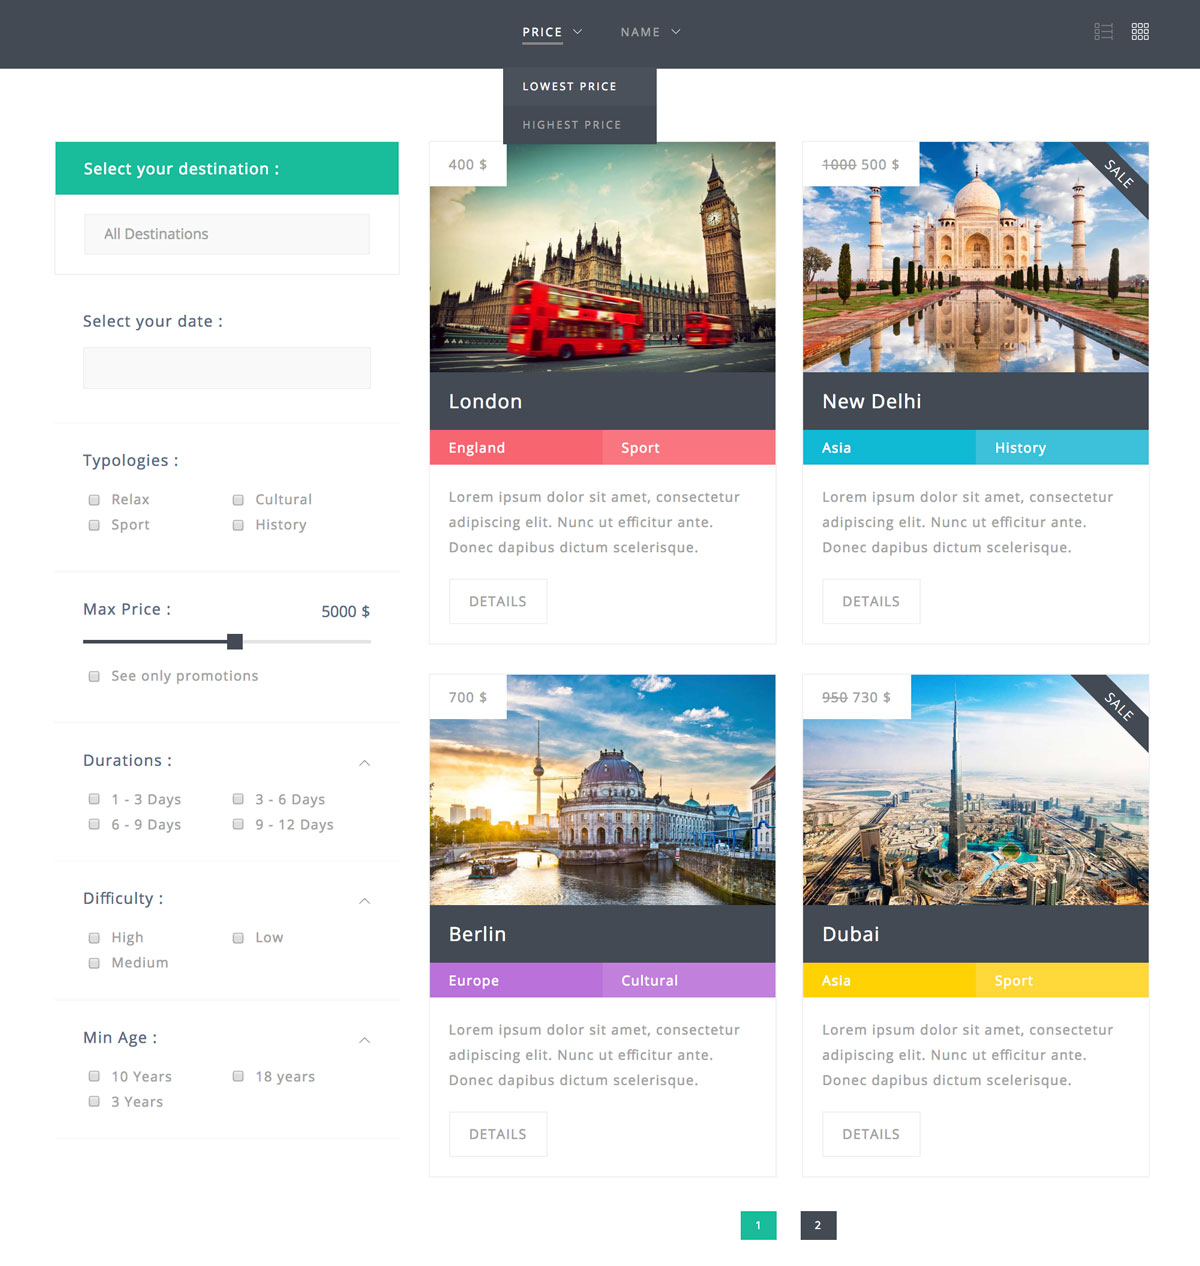 PRICE NAME
LOWEST PRICE
HIGHEST PRICE
Select your destination :
All Destinations
Select your date :
Typologies :
Relax Cultural
Sport History
Max Price : 5000 $
See only promotions
Durations :
1 - 3 Days 3 - 6 Days
6 - 9 Days 9 - 12 Days
Difficulty :
High Low
Medium
Min Age :
10 Years 18 years
3 Years
400 $
London
England Sport
Lorem ipsum dolor sit amet, consectetur
adipiscing elit. Nunc ut efficitur ante.
Donec dapibus dictum scelerisque.
DETAILS
1000 500 $
SALE
New Delhi
Asia History
Lorem ipsum dolor sit amet, consectetur
adipiscing elit. Nunc ut efficitur ante.
Donec dapibus dictum scelerisque.
DETAILS
700 $
Berlin
Europe Cultural
Lorem ipsum dolor sit amet, consectetur
adipiscing elit. Nunc ut efficitur ante.
Donec dapibus dictum scelerisque.
DETAILS
950 730 $
SALE
Dubai
Asia Sport
Lorem ipsum dolor sit amet, consectetur
adipiscing elit. Nunc ut efficitur ante.
Donec dapibus dictum scelerisque.
DETAILS
1 2